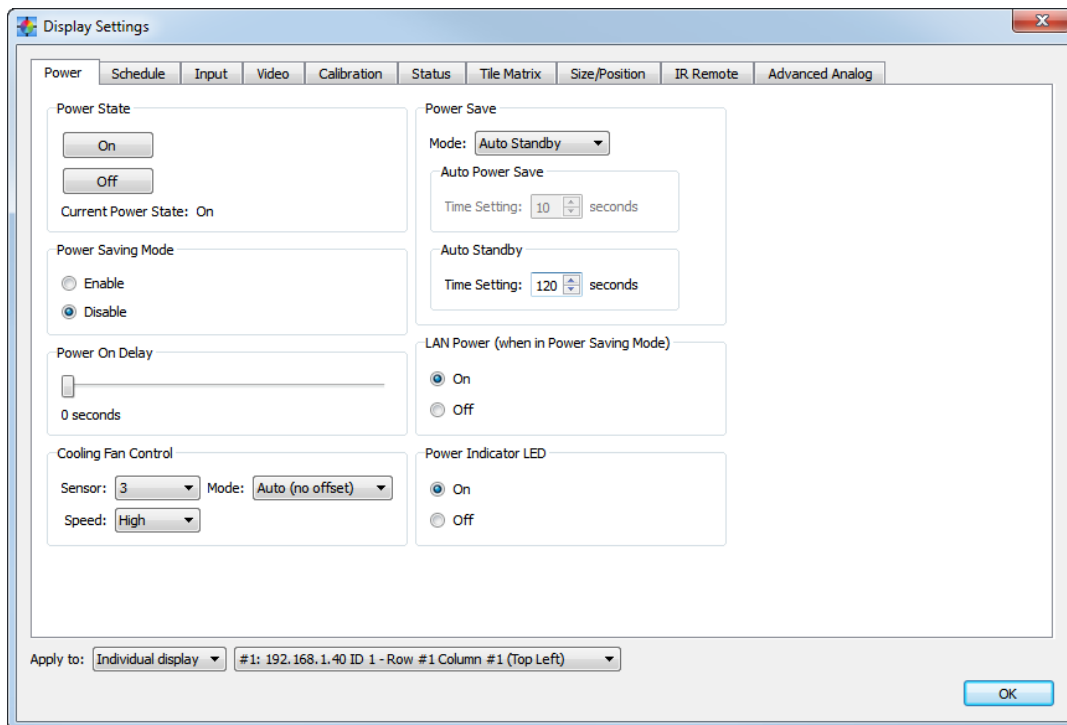 Display Settings
Power Schedule Input Video Calibration Status Tile Matrix Size/Position IR Remote Advanced Analog
Power State
On
Off
Current Power State: On
Power Saving Mode
Enable
Disable
Power On Delay
0 seconds
Cooling Fan Control
Sensor: 3 Mode: Auto (no offset)
Speed: High
Power Save
Mode: Auto Standby
Auto Power Save
Time Setting: 10 seconds
Auto Standby
Time Setting: 120 seconds
LAN Power (when in Power Saving Mode)
On
Off
Power Indicator LED
On
Off
Apply to: Individual display #1: 192.168.1.40 ID 1 - Row #1 Column #1 (Top Left)
OK